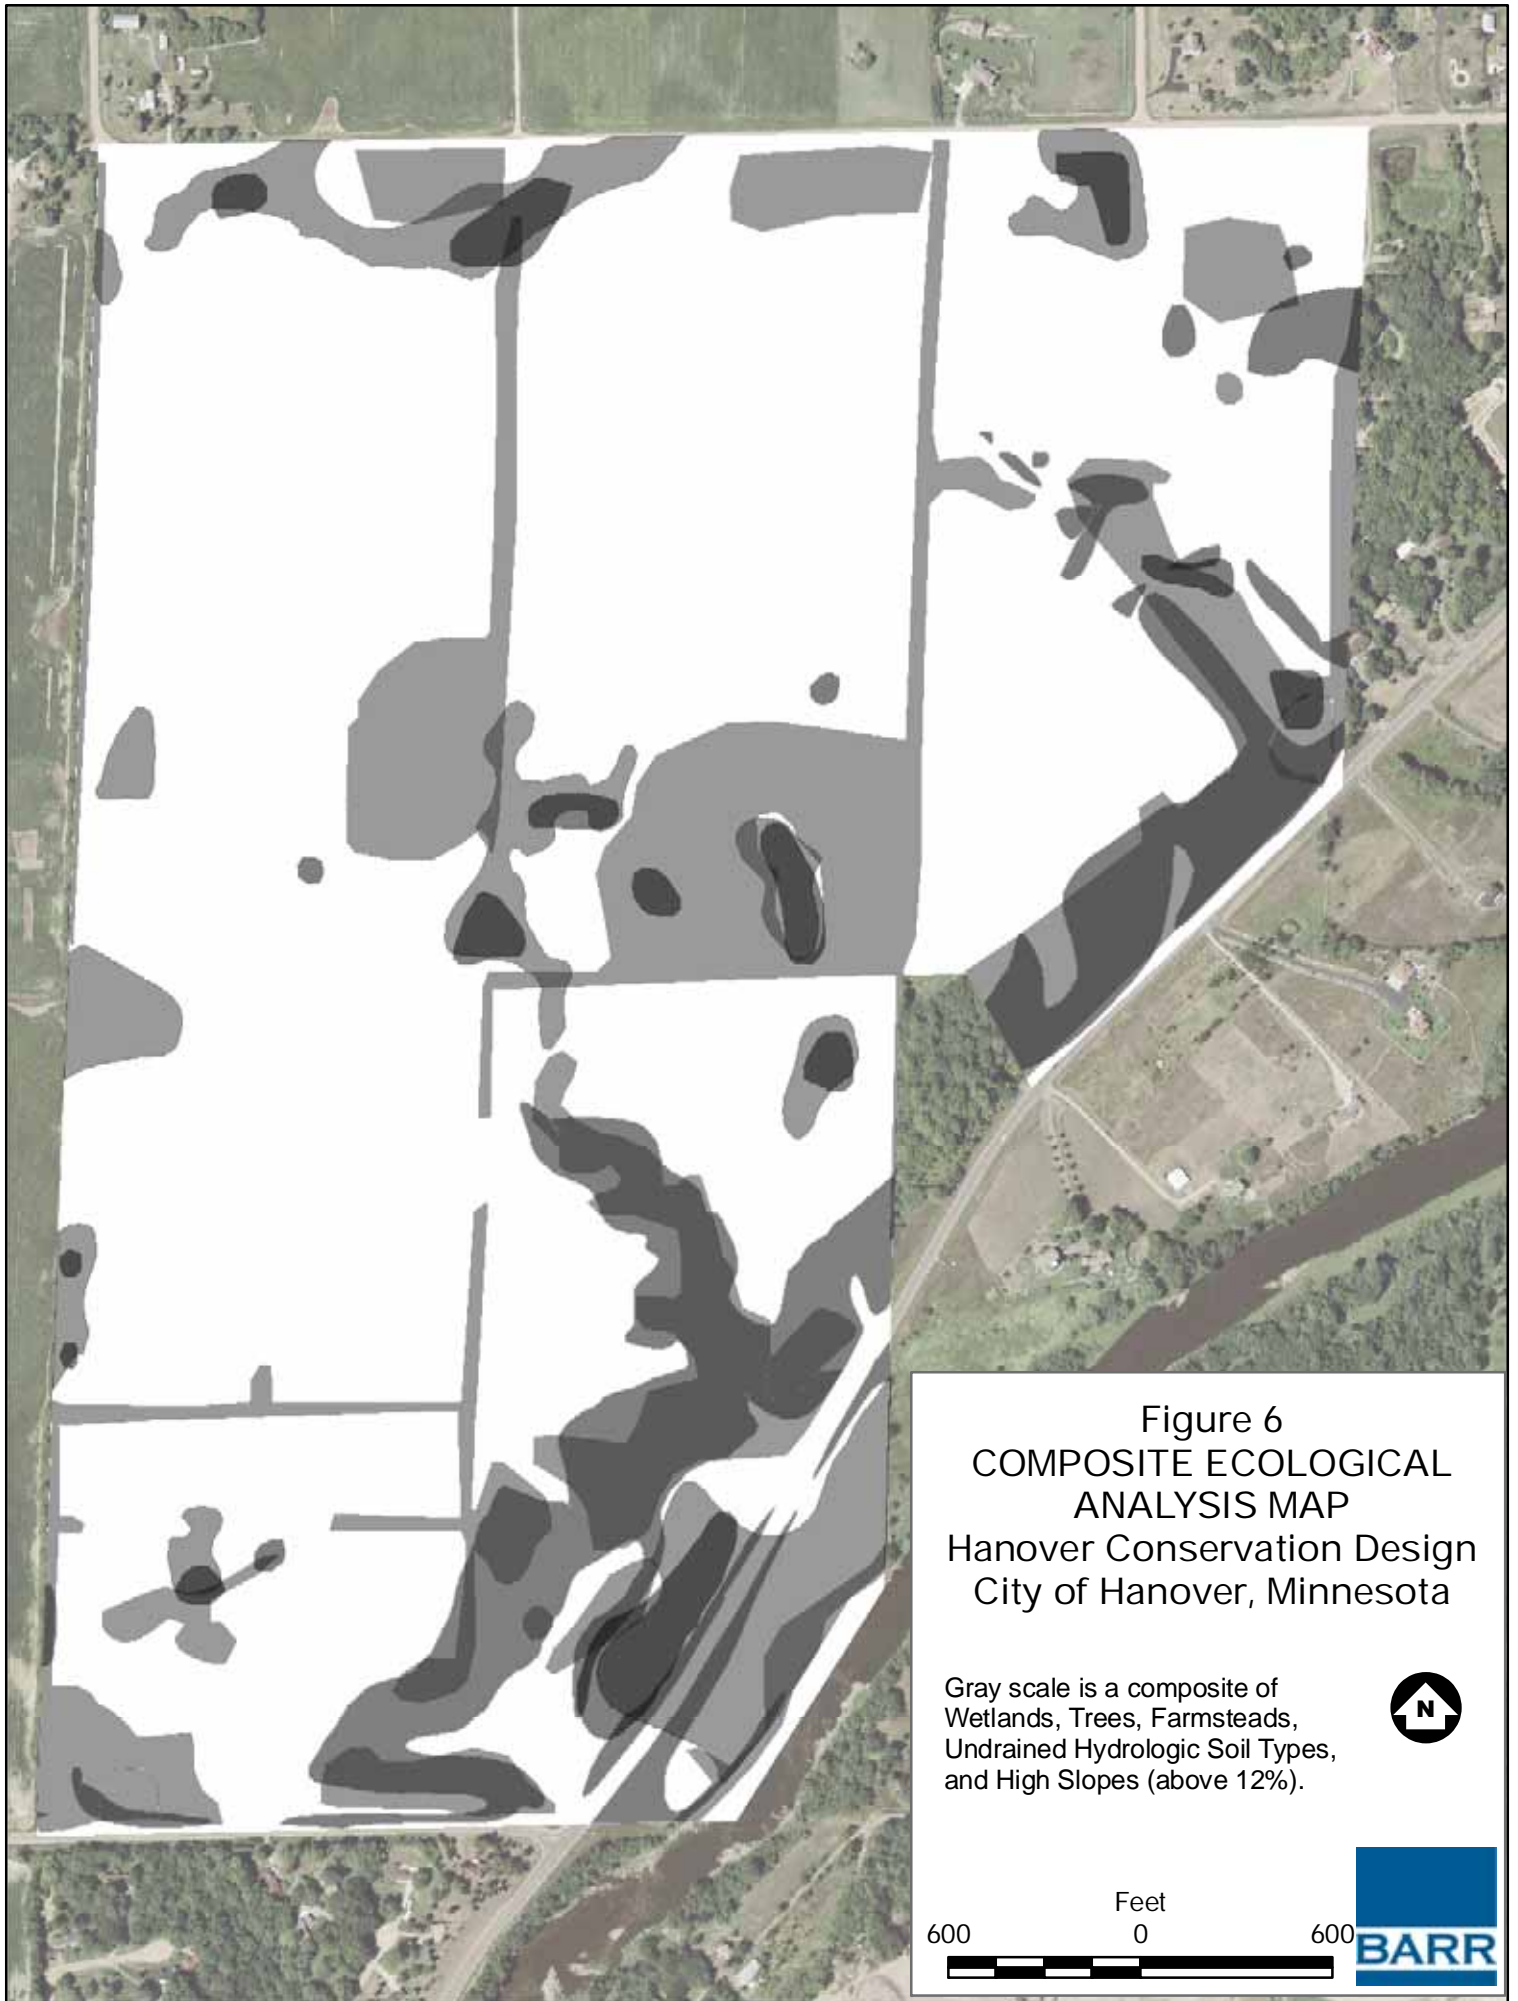 Figure 6
COMPOSITE ECOLOGICAL
ANALYSIS MAP
Hanover Conservation Design
City of Hanover, Minnesota
Gray scale is a composite of
Wetlands, Trees, Farmsteads,
Undrained Hydrologic Soil Types,
and High Slopes (above 12%).
N
Feet
600 0 600
BARR